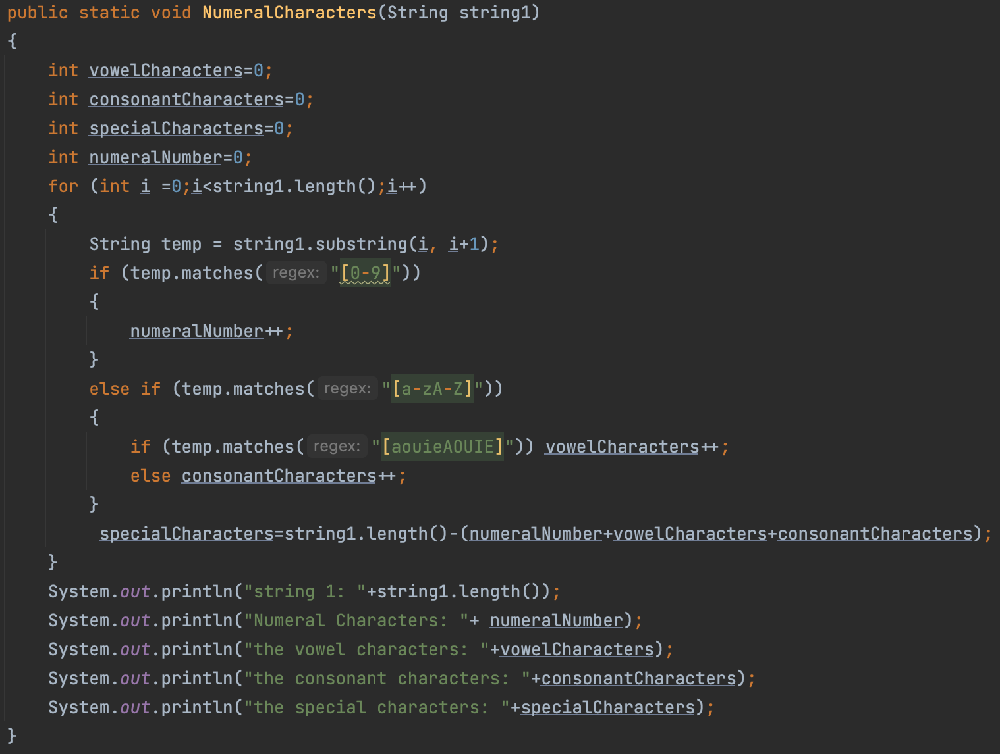 public static void NumeralCharacters(String string1)
{
    int vowelCharacters=0;
    int consonantCharacters=0;
    int specialCharacters=0;
    int numeralNumber=0;
    for (int i =0;i<string1.length();i++)
    {
        String temp = string1.substring(i, i+1);
        if (temp.matches( regex: "[0-9]"))
        {
            numeralNumber++;
        }
        else if (temp.matches( regex: "[a-zA-Z]"))
        {
            if (temp.matches( regex: "[aouieAOUIE]")) vowelCharacters++;
            else consonantCharacters++;
        }
         specialCharacters=string1.length()-(numeralNumber+vowelCharacters+consonantCharacters);
    }
    System.out.println("string 1: "+string1.length());
    System.out.println("Numeral Characters: "+ numeralNumber);
    System.out.println("the vowel characters: "+vowelCharacters);
    System.out.println("the consonant characters: "+consonantCharacters);
    System.out.println("the special characters: "+specialCharacters);
}